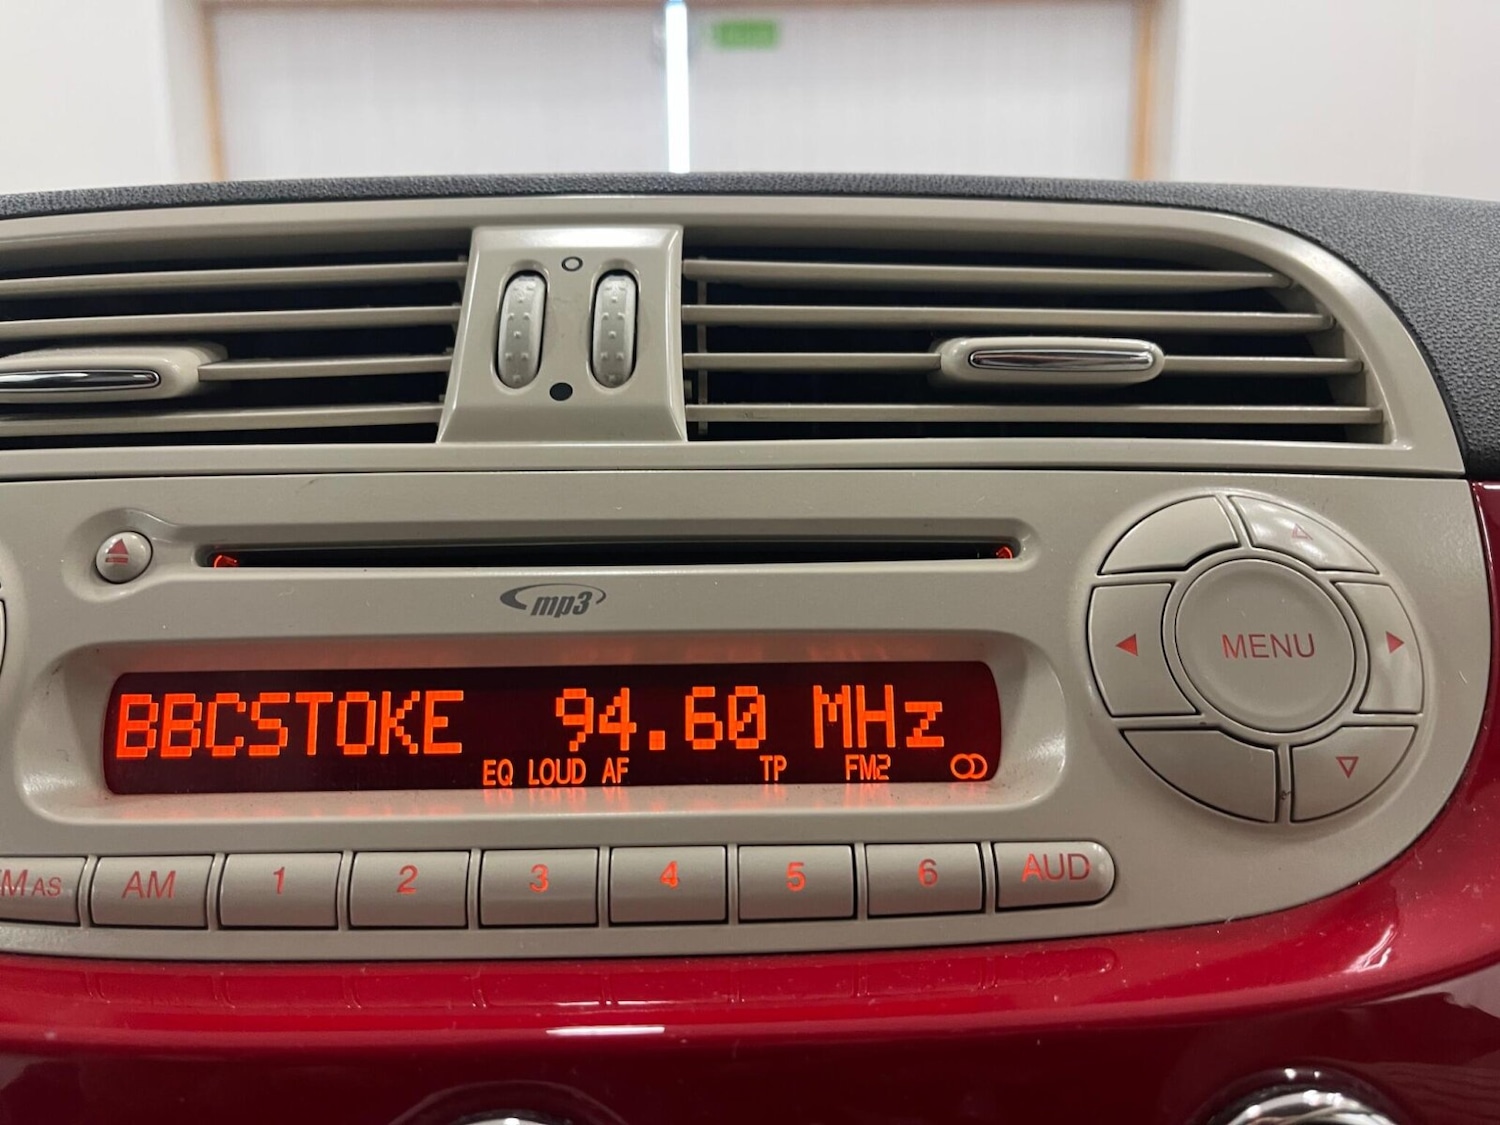 mp3
BBCSTOKE 94.60 MHz
EQ LOUD AF TP FM2
MENU
AS AM 1 2 3 4 5 6 AUD